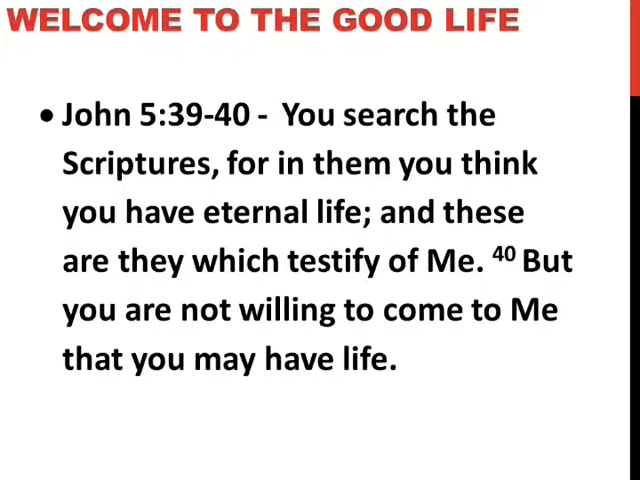 WELCOME TO THE GOOD LIFE
• John 5:39-40 - You search the
Scriptures, for in them you think
you have eternal life; and these
are they which testify of Me. 40 But
you are not willing to come to Me
that you may have life.